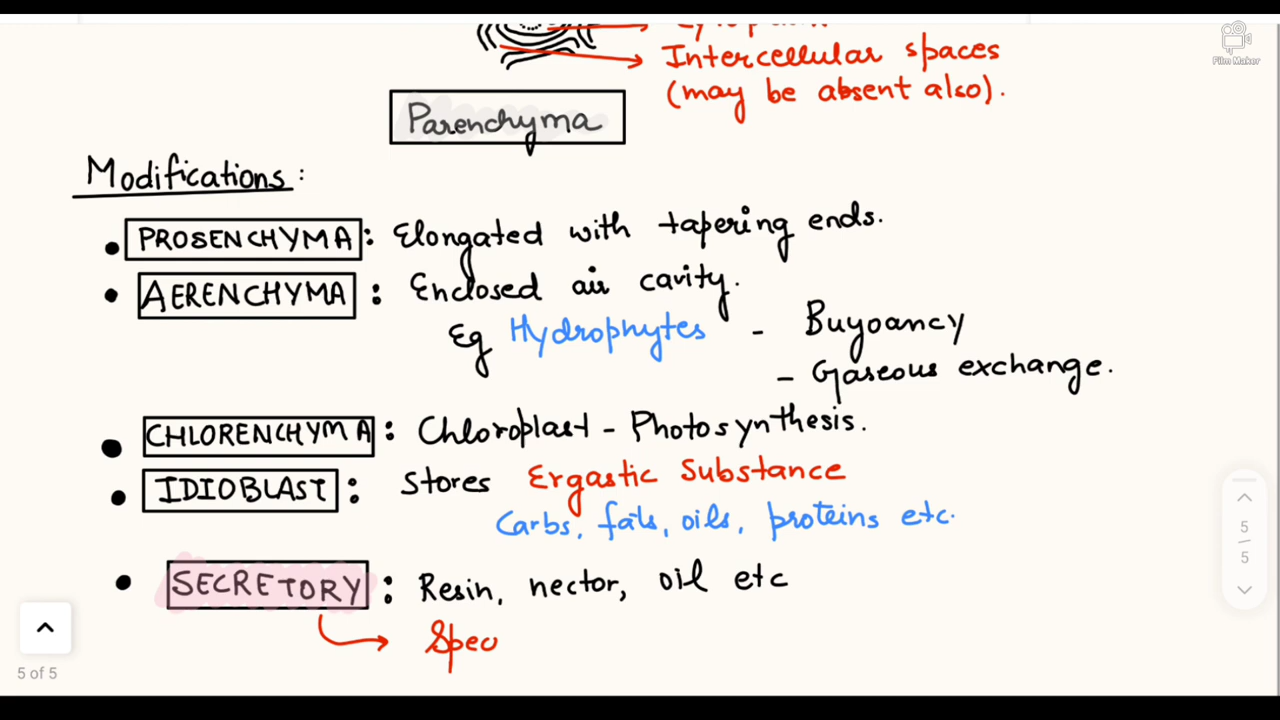 Intercellular spaces
(may be absent also).
Film Maker
Parenchyma
Modifications :
• PROSENCHYMA : Elongated with tapering ends.
• AERENCHYMA : Enclosed air cavity.
Eg Hydrophytes - Buyoancy
- Gaseous exchange.
• CHLORENCHYMA : Chloroplast - Photosynthesis.
• IDIOBLAST : Stores Ergastic Substance
Carbs, fats, oils, proteins etc.
• SECRETORY : Resin, nector, oil etc
Spec
5
5
5 of 5